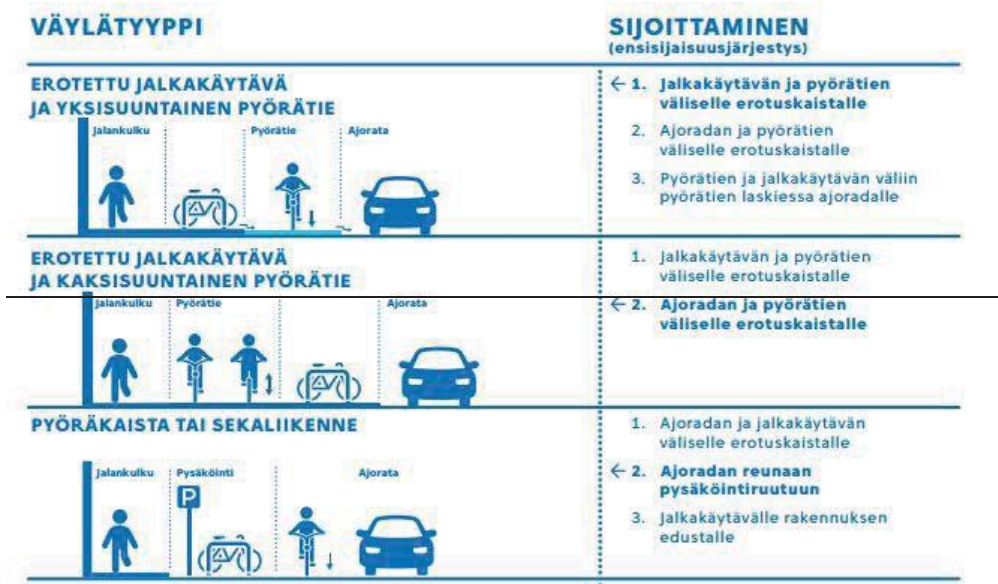 VÄYLÄTYYPPI
SIJOITTAMINEN
(ensisijaisuusjärjestys)
EROTETTU JALKAKÄYTÄVÄ
JA YKSISUUNTAINEN PYÖRÄTIE
Jalankulku Pyörätie Ajorata
← 1. Jalkakäytävän ja pyörätien
väliselle erotuskaistalle
2. Ajoradan ja pyörätien
väliselle erotuskaistalle
3. Pyörätien ja jalkakäytävän väliin
pyörätien laskiessa ajoradalle
EROTETTU JALKAKÄYTÄVÄ
JA KAKSISUUNTAINEN PYÖRÄTIE
Jalankulku Pyörätie Ajorata
1. Jalkakäytävän ja pyörätien
väliselle erotuskaistalle
← 2. Ajoradan ja pyörätien
väliselle erotuskaistalle
PYÖRÄKAISTA TAI SEKALIIKENNE
Jalankulku Pysäköinti Ajorata
P
1. Ajoradan ja jalkakäytävän
väliselle erotuskaistalle
← 2. Ajoradan reunaan
pysäköintiruutuun
3. Jalkakäytävälle rakennuksen
edustalle